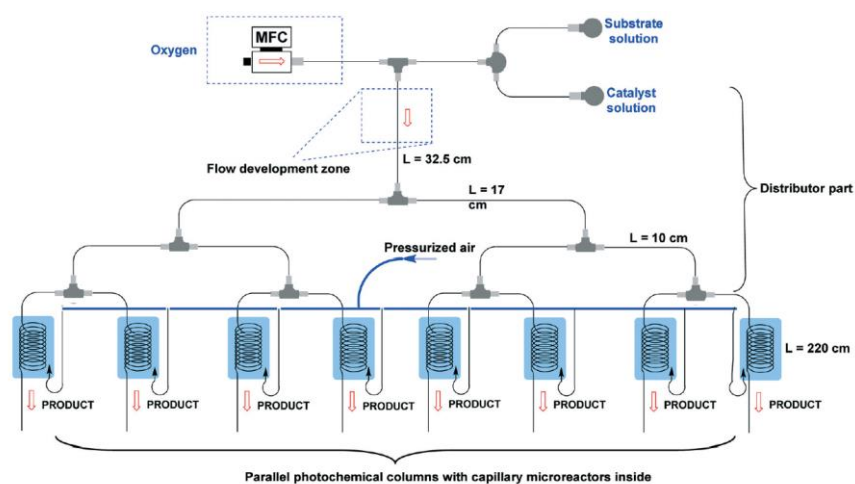 MFC
Oxygen
Substrate
solution
Catalyst
solution
Flow development zone
L = 32.5 cm
L = 17
cm
Distributor part
L = 10 cm
Pressurized air
L = 220 cm
PRODUCT
PRODUCT
PRODUCT
PRODUCT
PRODUCT
PRODUCT
PRODUCT
PRODUCT
Parallel photochemical columns with capillary microreactors inside